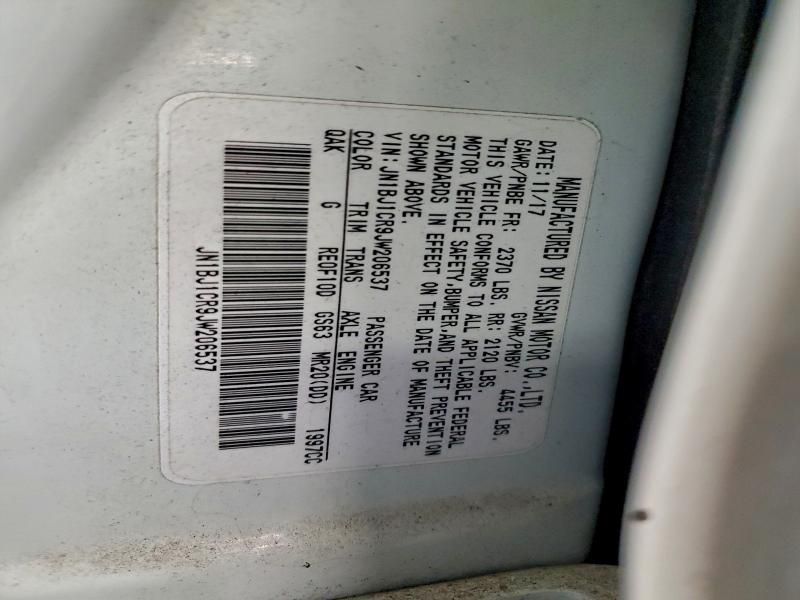 MANUFACTURED BY NISSAN MOTOR CO.,LTD.
DATE: 11/17 GVWR/PNBV: 4455 LBS.
GAWR/PNBE FR: 2370 LBS. RR: 2120 LBS.
THIS VEHICLE CONFORMS TO ALL APPLICABLE FEDERAL
MOTOR VEHICLE SAFETY,BUMPER,AND THEFT PREVENTION
STANDARDS IN EFFECT ON THE DATE OF MANUFACTURE
SHOWN ABOVE.
VIN: JN1BJ1CR9JW206537 PASSENGER CAR
COLOR TRIM TRANS AXLE ENGINE
QAK G RE0F10D GS63 MR20(DD) 1997CC
JN1BJ1CR9JW206537